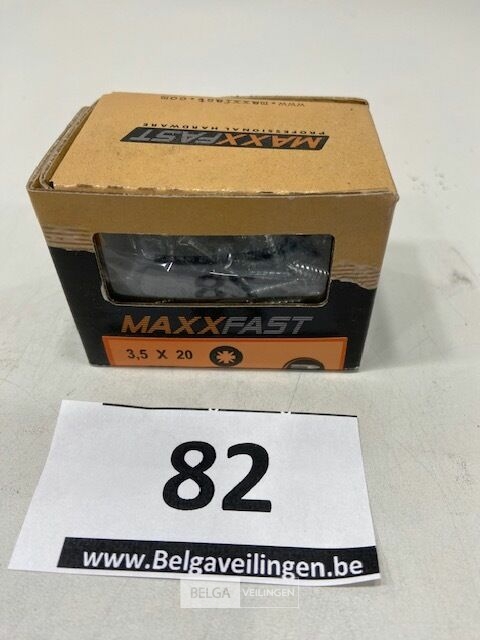 www.maxxfast.com
PROFESSIONAL HARDWARE
MAXXFAST
MAXXFAST
3,5 X 20
82
www.Belgaveilingen.be
BELGA VEILINGEN